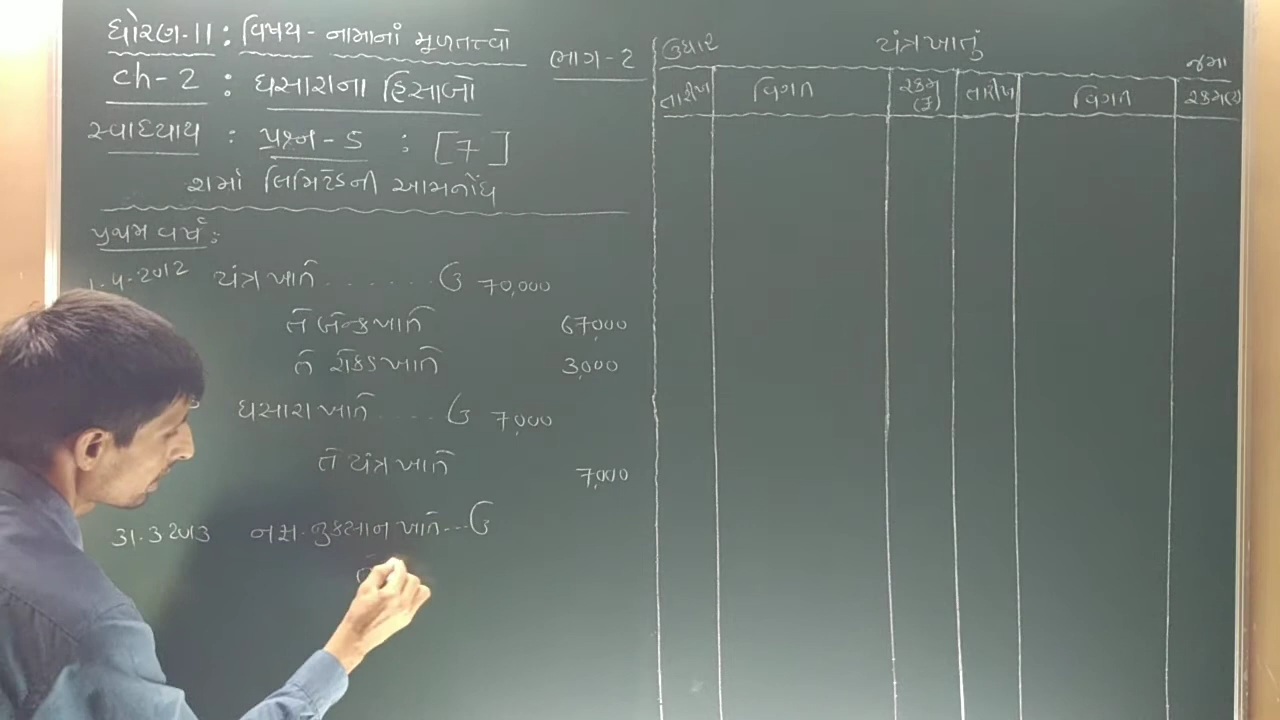 ધોરણ-11 : વિષય - નામાનાં મૂળતત્ત્વો
ભાગ-2
ch-2 : ઘસારાના હિસાબો
સ્વાધ્યાય : પ્રશ્ન-5 : [7]
શર્મા લિમિટેડની આમનોંધ
પ્રથમ વર્ષ :
1-4-2012 યંત્ર ખાતે ....... ઉ 70,000
તે બેન્ક ખાતે 67,000
તે રોકડ ખાતે 3,000
ઘસારા ખાતે .... ઉ 7,000
તે યંત્ર ખાતે 7,000
31-3-2013 નફા-નુકસાન ખાતે ... ઉ
ઉધાર યંત્ર ખાતું જમા
તારીખ વિગત રકમ (₹) તારીખ વિગત રકમ (₹)